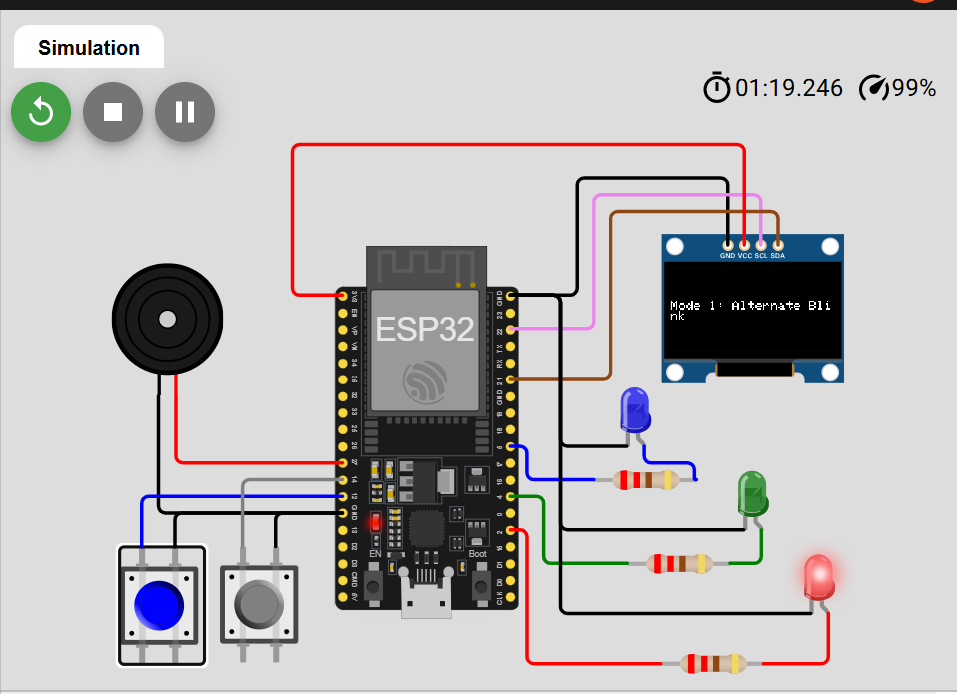 Simulation
01:19.246
99%
GND VCC SCL SDA
Mode 1: Alternate Bli
nk
ESP32
3V3
EN
VP
VN
34
35
32
33
25
26
27
14
12
GND
13
D2
D3
CMD
5V
GND
23
22
TX
RX
21
GND
19
18
5
17
16
4
0
2
D1
D0
CLK
EN
Boot